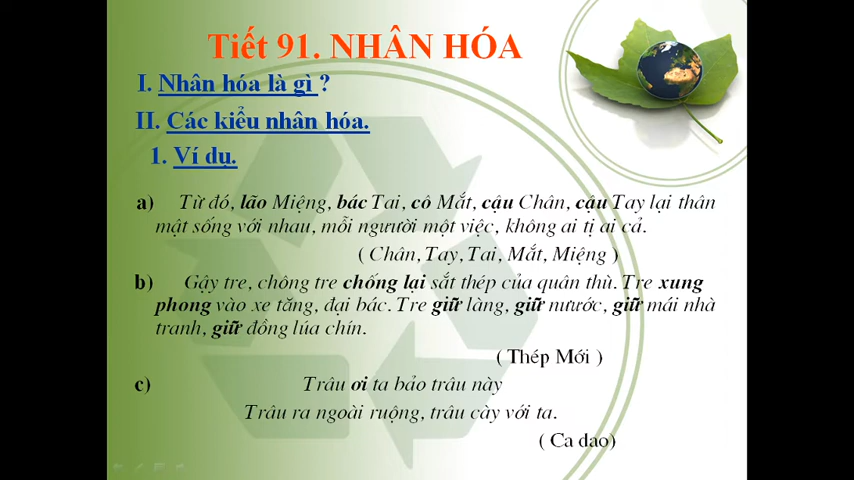 Tiết 91. NHÂN HÓA
I. Nhân hóa là gì ?
II. Các kiểu nhân hóa.
1. Ví dụ.
a) Từ đó, lão Miệng, bác Tai, cô Mắt, cậu Chân, cậu Tay lại thân
mật sống với nhau, mỗi ngưười một việc, không ai tị ai cả.
( Chân, Tay, Tai, Mắt, Miệng )
b) Gậy tre, chông tre chống lại sắt thép của quân thù. Tre xung
phong vào xe tăng, đại bác. Tre giữ làng, giữ nưước, giữ mái nhà
tranh, giữ đồng lúa chín.
( Thép Mới )
c) Trâu ơi ta bảo trâu này
Trâu ra ngoài ruộng, trâu cày với ta.
( Ca dao)